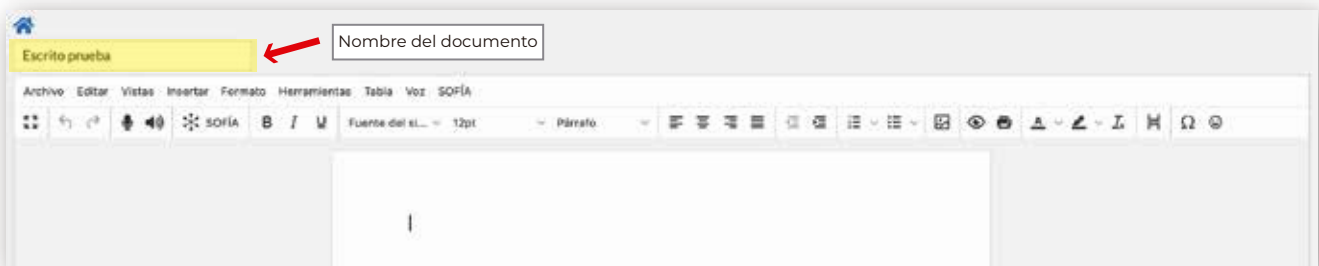 Nombre del documento
Escrito prueba
Archivo Editar Vistas Insertar Formato Herramientas Tabla Voz SOFÍA
SOFÍA B I U Fuente del si... 12pt Párrafo A I Ω